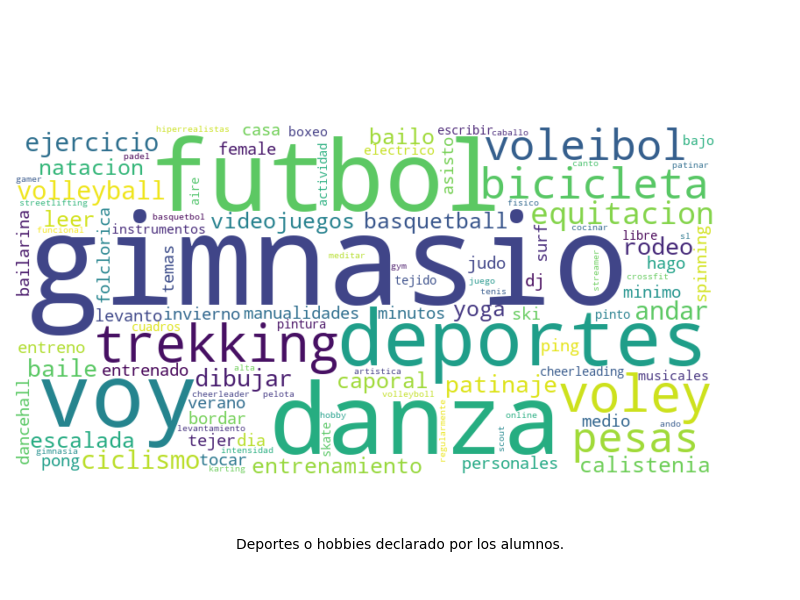 hiperrealistas
casa
boxeo
bailo
escribir
caballo
ejercicio
futbol
female
electrico
voleibol
bajo
padel
actividad
asisto
canto
natacion
patinar
gamer
volleyball
aire
bicicleta
streetlifting
fisico
leer
basquetbol
videojuegos
basquetball
equitacion
funcional
instrumentos
cocinar
libre
sl
bailarina
folclorica
gimnasio
surf
rodeo
spinning
temas
meditar
gym
judo
hago
tejido
juego
dj
streamer
crossfit
tenis
minimo
levanto
invierno
manualidades
minutos
yoga
ski
pinto
andar
cuadros
pintura
trekking
deportes
entreno
ping
baile
entrenado
alta
artistica
cheerleading
musicales
dibujar
caporal
patinaje
dancehall
voy
cheerleader
pelota
volleyboll
voley
verano
danza
hobby
online
bordar
medio
ando
levantamiento
skate
regularmente
scout
pesas
escalada
tejer
dia
gimnasia
intensidad
pong
ciclismo
tocar
karting
entrenamiento
personales
calistenia
Deportes o hobbies declarado por los alumnos.